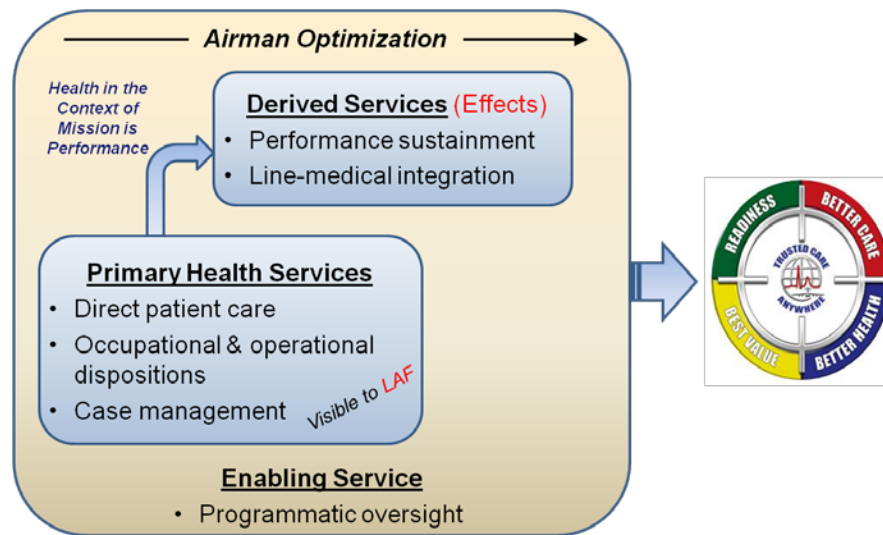 Airman Optimization
Health in the
Context of
Mission is
Performance
Derived Services (Effects)
• Performance sustainment
• Line-medical integration
Primary Health Services
• Direct patient care
• Occupational & operational
dispositions
• Case management
Visible to LAF
Enabling Service
• Programmatic oversight
READINESS
BETTER CARE
TRUSTED CARE
ANYWHERE
BEST VALUE
BETTER HEALTH